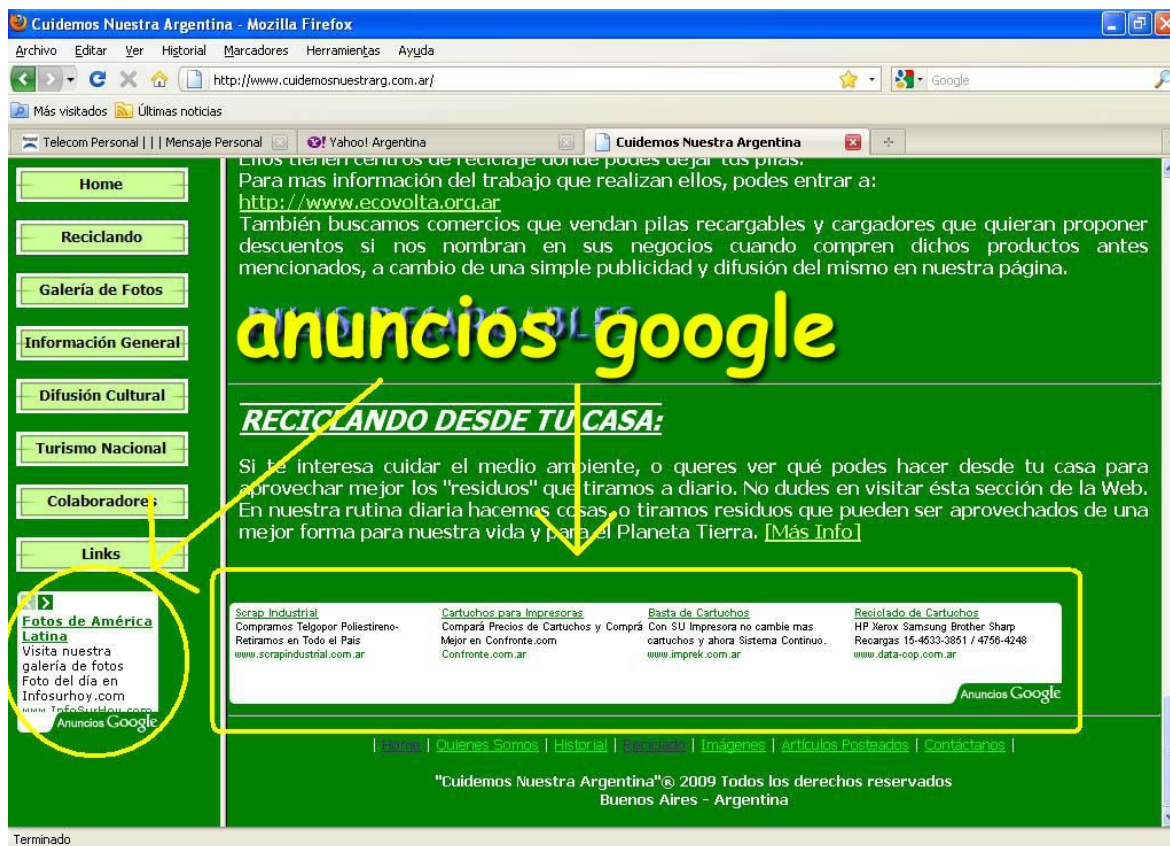 Cuidemos Nuestra Argentina - Mozilla Firefox
Archivo Editar Ver Historial Marcadores Herramientas Ayuda
http://www.cuidemosnuestrarg.com.ar/
Google
Más visitados Últimas noticias
Telecom Personal | | | Mensaje Personal
Yahoo! Argentina
Cuidemos Nuestra Argentina
Home
Reciclando
Galería de Fotos
Información General
Difusión Cultural
Turismo Nacional
Colaboradores
Links
Fotos de América
Latina
Visita nuestra
galería de fotos
Foto del día en
Infosurhoy.com
www.InfoSurHoy.com
Anuncios Google
Ellos tienen centros de reciclaje donde podes dejar tus pilas.
Para mas información del trabajo que realizan ellos, podes entrar a:
http://www.ecovolta.org.ar
También buscamos comercios que vendan pilas recargables y cargadores que quieran proponer
descuentos si nos nombran en sus negocios cuando compren dichos productos antes
mencionados, a cambio de una simple publicidad y difusión del mismo en nuestra página.
PILAS RECARGABLES
anuncios google
RECICLANDO DESDE TU CASA:
Si te interesa cuidar el medio ambiente, o queres ver qué podes hacer desde tu casa para
aprovechar mejor los "residuos" que tiramos a diario. No dudes en visitar ésta sección de la Web.
En nuestra rutina diaria hacemos cosas, o tiramos residuos que pueden ser aprovechados de una
mejor forma para nuestra vida y para el Planeta Tierra. [Más Info]
Scrap Industrial
Compramos Telgopor Poliestireno-
Retiramos en Todo el Pais
www.scrapindustrial.com.ar
Cartuchos para Impresoras
Compará Precios de Cartuchos y Comprá
Mejor en Confronte.com
Confronte.com.ar
Basta de Cartuchos
Con SU Impresora no cambie mas
cartuchos y ahora Sistema Continuo.
www.imprek.com.ar
Reciclado de Cartuchos
HP Xerox Samsung Brother Sharp
Recargas 15-4533-3851 / 4756-4248
www.data-cop.com.ar
Anuncios Google
| Home | Quienes Somos | Historial | Reciclado | Imágenes | Artículos Posteados | Contáctanos |
"Cuidemos Nuestra Argentina"® 2009 Todos los derechos reservados
Buenos Aires - Argentina
Terminado